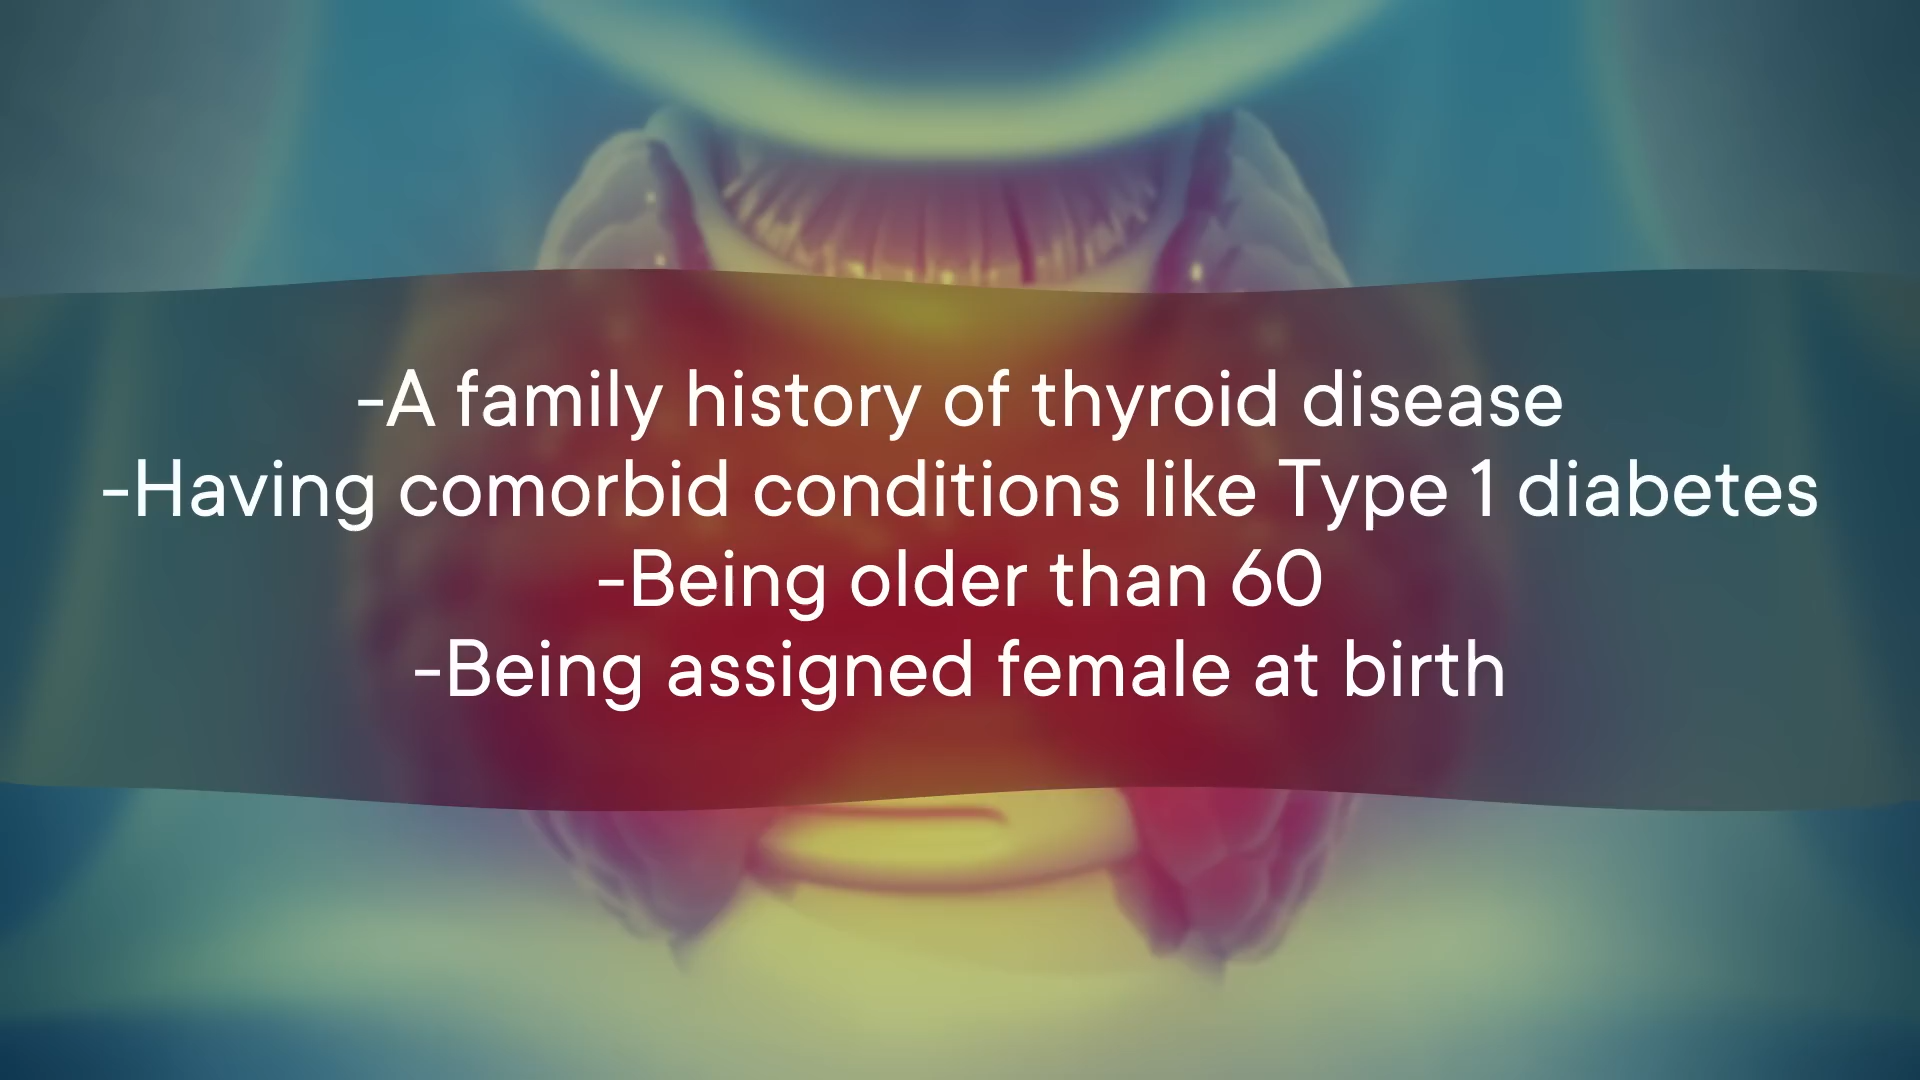 -A family history of thyroid disease
-Having comorbid conditions like Type 1 diabetes
-Being older than 60
-Being assigned female at birth